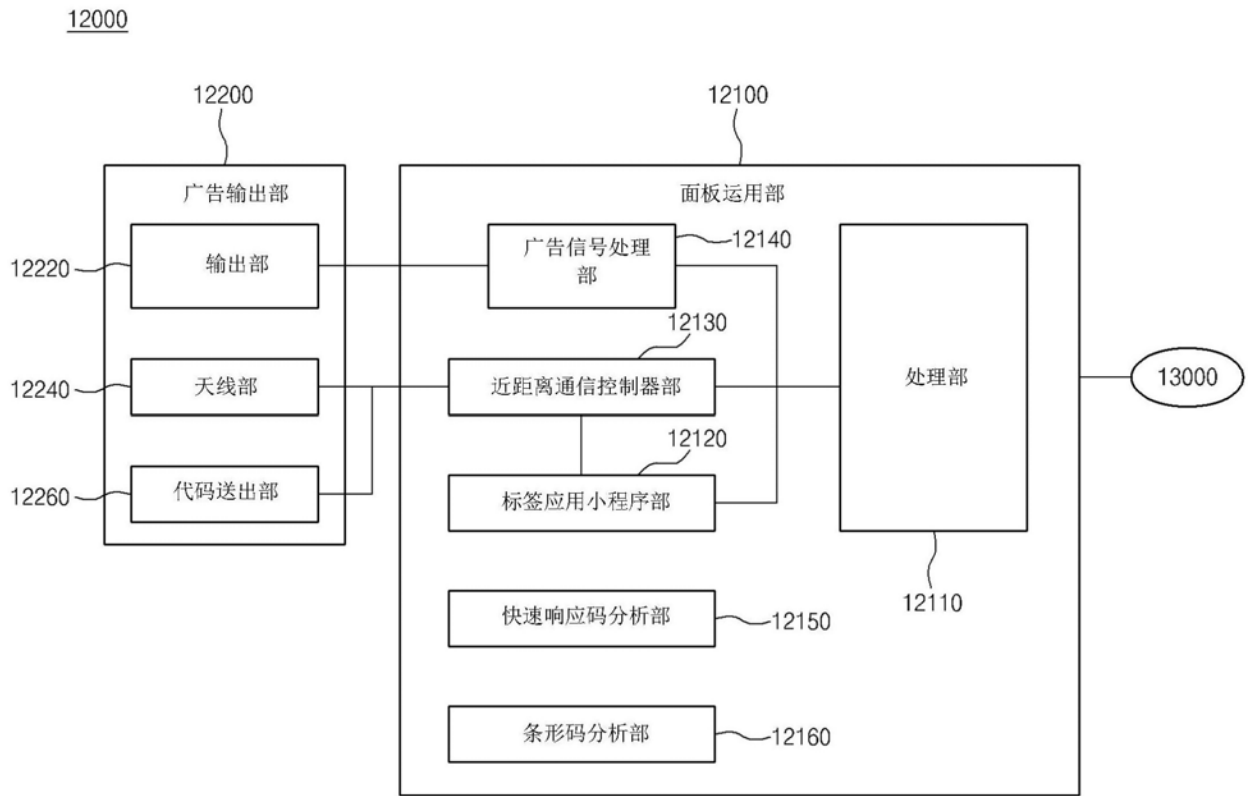 12000
12200
12100
广告输出部
面板运用部
12220
输出部
广告信号处理
部
12140
12130
12240
天线部
近距离通信控制器部
处理部
13000
12120
12260
代码送出部
标签应用小程序部
12110
快速响应码分析部
12150
条形码分析部
12160